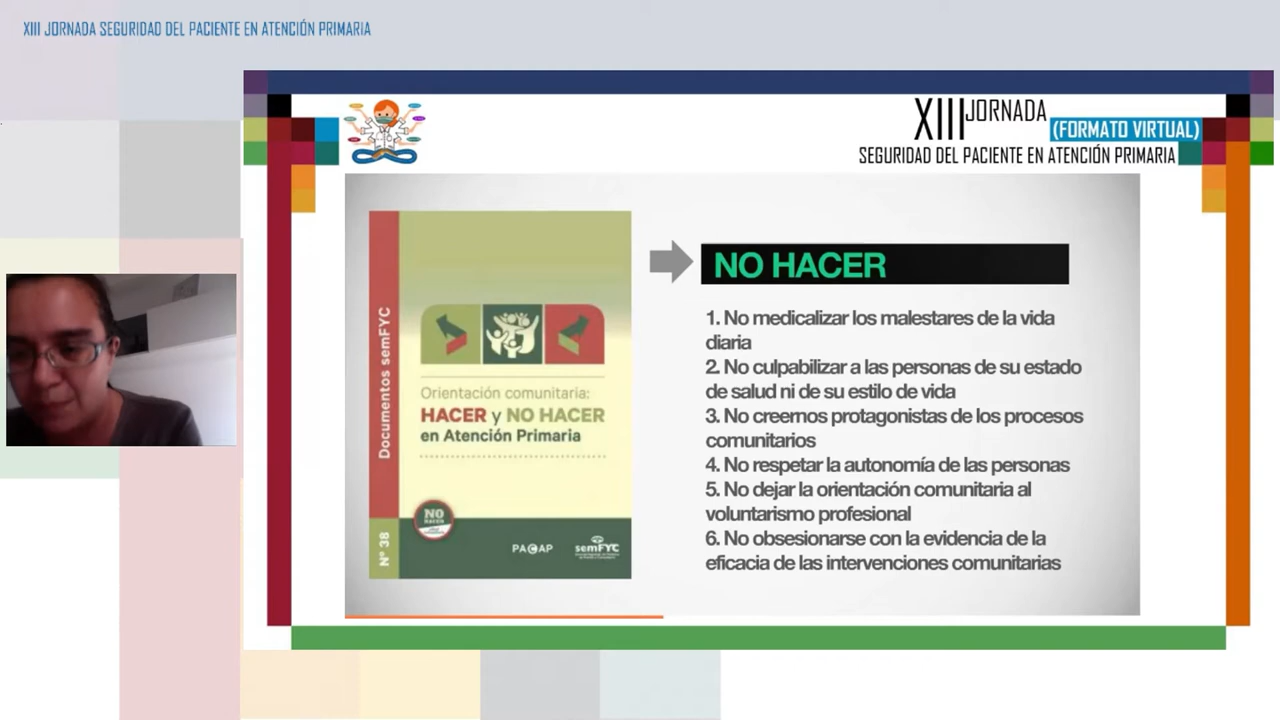 XIII JORNADA SEGURIDAD DEL PACIENTE EN ATENCIÓN PRIMARIA
XIII JORNADA
(FORMATO VIRTUAL)
SEGURIDAD DEL PACIENTE EN ATENCIÓN PRIMARIA
Documentos semFYC
Nº 38
Orientación comunitaria:
HACER y NO HACER
en Atención Primaria
NO
HACER
PACAP
semFYC
NO HACER
1. No medicalizar los malestares de la vida
diaria
2. No culpabilizar a las personas de su estado
de salud ni de su estilo de vida
3. No creernos protagonistas de los procesos
comunitarios
4. No respetar la autonomía de las personas
5. No dejar la orientación comunitaria al
voluntarismo profesional
6. No obsesionarse con la evidencia de la
eficacia de las intervenciones comunitarias